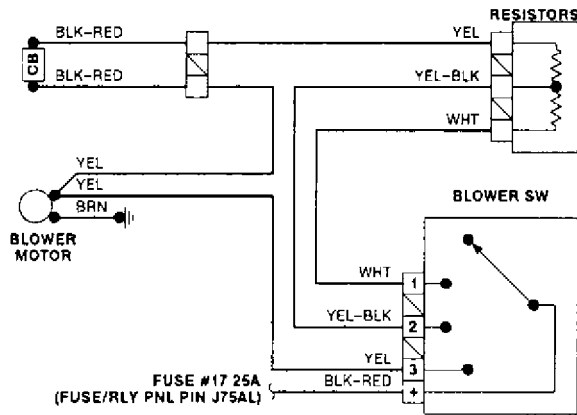 RESISTORS
BLK-RED
YEL
CB
BLK-RED
YEL-BLK
WHT
YEL
YEL
BRN
BLOWER
MOTOR
BLOWER SW
WHT
1
YEL-BLK
2
YEL
3
FUSE #17 25A
BLK-RED
+
(FUSE/RLY PNL PIN J75AL)